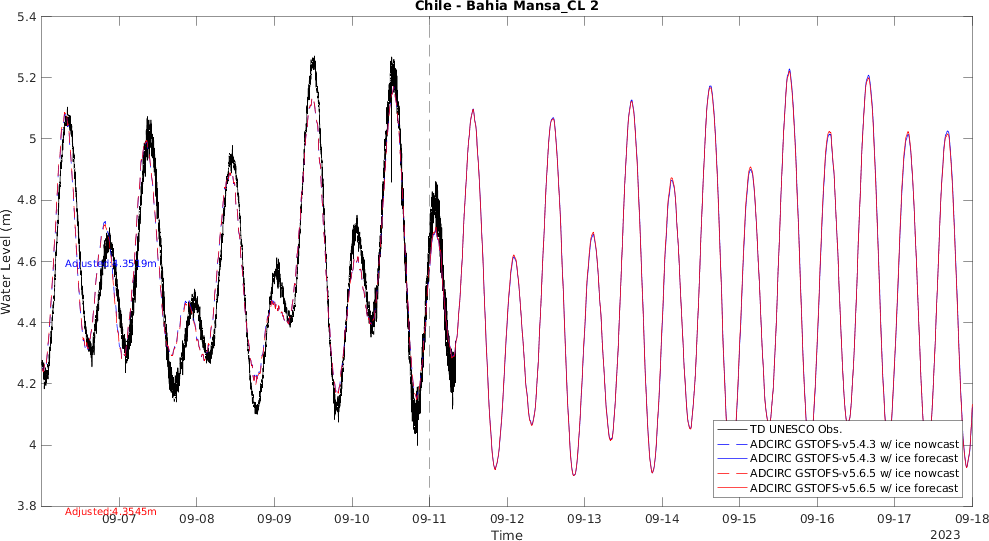 Chile - Bahia Mansa_CL 2
5.4
5.2
5
4.8
4.6
4.4
4.2
4
3.8
Water Level (m)
Adjusted:4.3519m
Adjusted:4.3545m
TD UNESCO Obs.
ADCIRC GSTOFS-v5.4.3 w/ ice nowcast
ADCIRC GSTOFS-v5.4.3 w/ ice forecast
ADCIRC GSTOFS-v5.6.5 w/ ice nowcast
ADCIRC GSTOFS-v5.6.5 w/ ice forecast
09-07 09-08 09-09 09-10 09-11 09-12 09-13 09-14 09-15 09-16 09-17 09-18
Time
2023